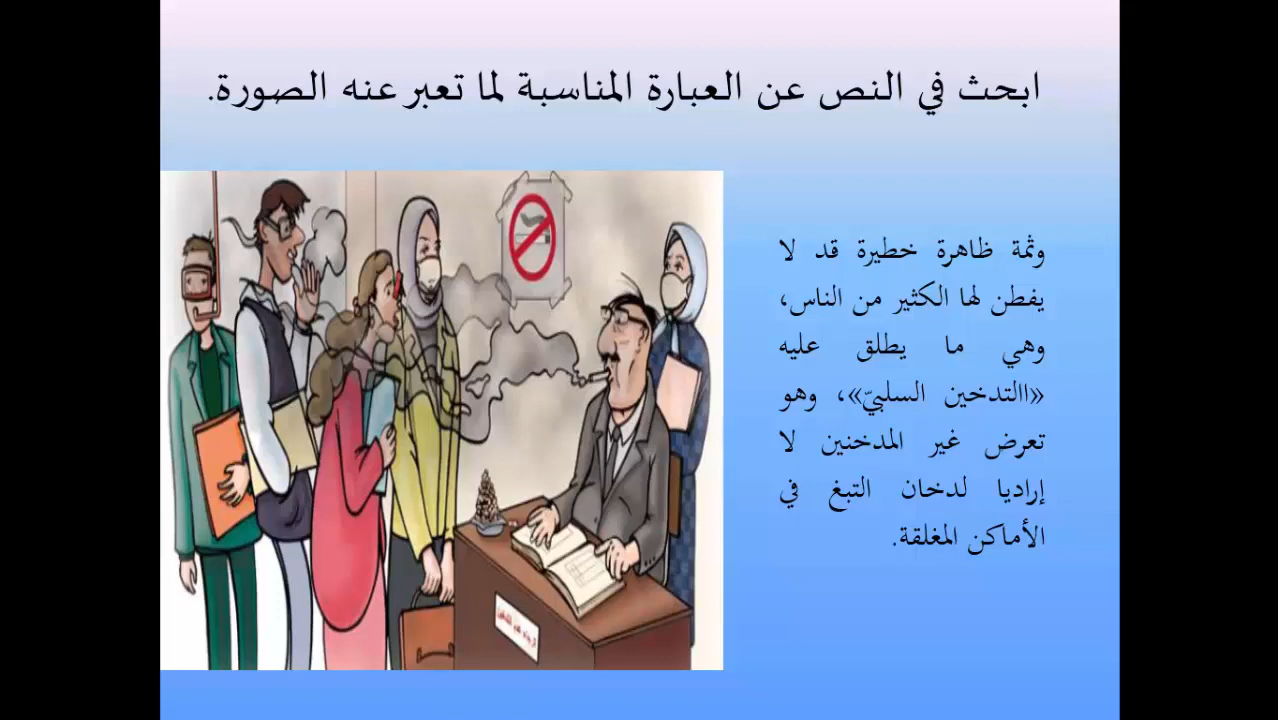 ابحث في النص عن العبارة المناسبة لما تعبر عنه الصورة.
وثمة ظاهرة خطيرة قد لا
يفطن لها الكثير من الناس،
وهي ما يطلق عليه
«االتدخين السلبيّ»، وهو
تعرض غير المدخنين لا
إراديا لدخان التبغ في
الأماكن المغلقة.